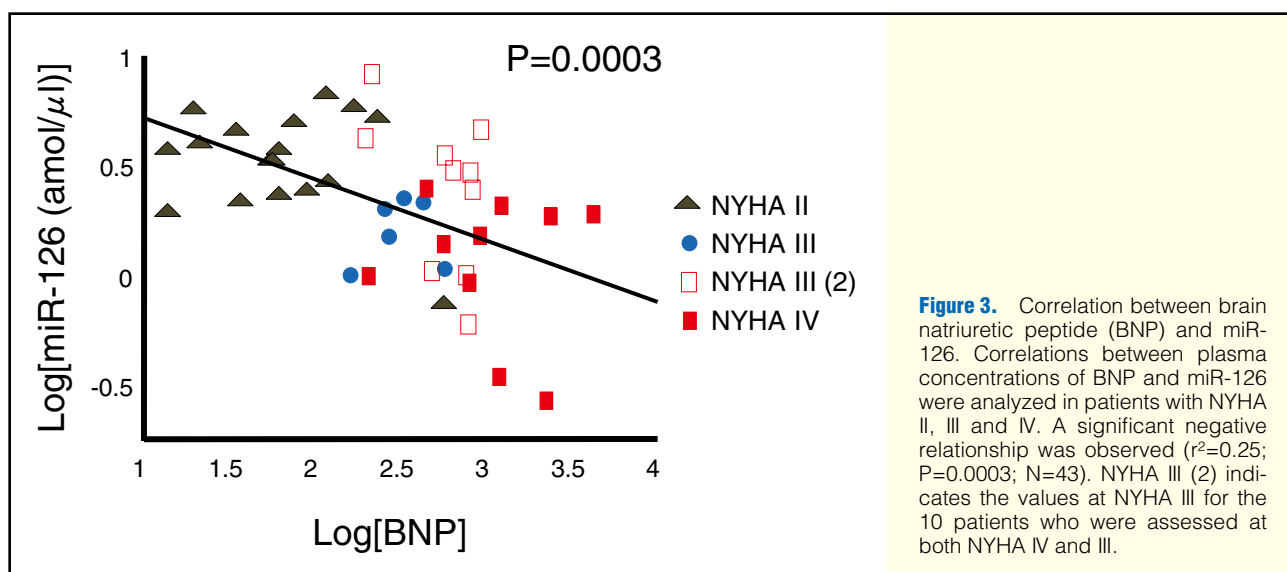 P=0.0003
Log[miR-126 (amol/μl)]
1
0.5
0
-0.5
1 1.5 2 2.5 3 3.5 4
Log[BNP]
NYHA II
NYHA III
NYHA III (2)
NYHA IV
Figure 3. Correlation between brain
natriuretic peptide (BNP) and miR-
126. Correlations between plasma
concentrations of BNP and miR-126
were analyzed in patients with NYHA
II, III and IV. A significant negative
relationship was observed (r²=0.25;
P=0.0003; N=43). NYHA III (2) indi-
cates the values at NYHA III for the
10 patients who were assessed at
both NYHA IV and III.